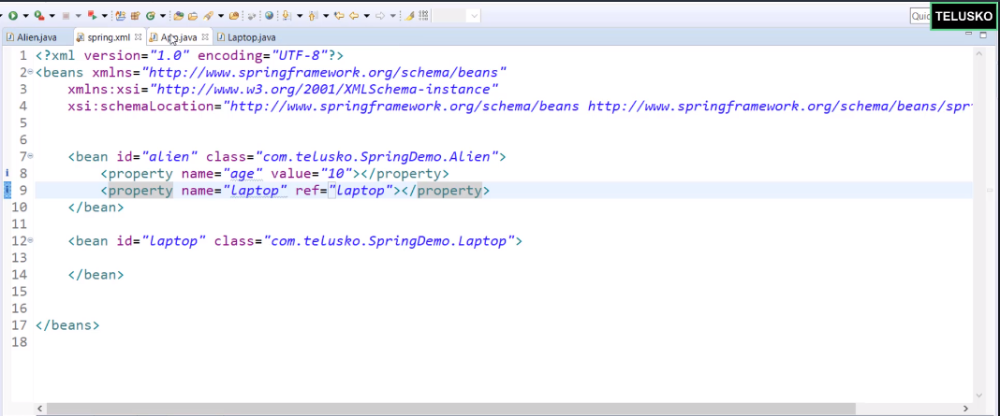 Quic
TELUSKO
Alien.java
spring.xml
App.java
Laptop.java
1 <?xml version="1.0" encoding="UTF-8"?>
2 <beans xmlns="http://www.springframework.org/schema/beans"
3 xmlns:xsi="http://www.w3.org/2001/XMLSchema-instance"
4 xsi:schemaLocation="http://www.springframework.org/schema/beans http://www.springframework.org/schema/beans/spr
5
6
7 <bean id="alien" class="com.telusko.SpringDemo.Alien">
8 <property name="age" value="10"></property>
9 <property name="laptop" ref="laptop"></property>
10 </bean>
11
12 <bean id="laptop" class="com.telusko.SpringDemo.Laptop">
13
14 </bean>
15
16
17 </beans>
18